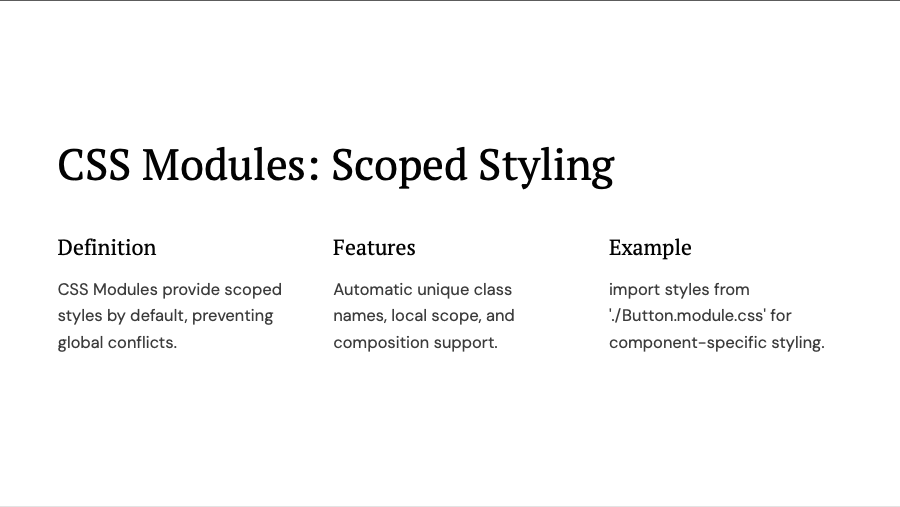 CSS Modules: Scoped Styling
Definition
CSS Modules provide scoped
styles by default, preventing
global conflicts.
Features
Automatic unique class
names, local scope, and
composition support.
Example
import styles from
'./Button.module.css' for
component-specific styling.